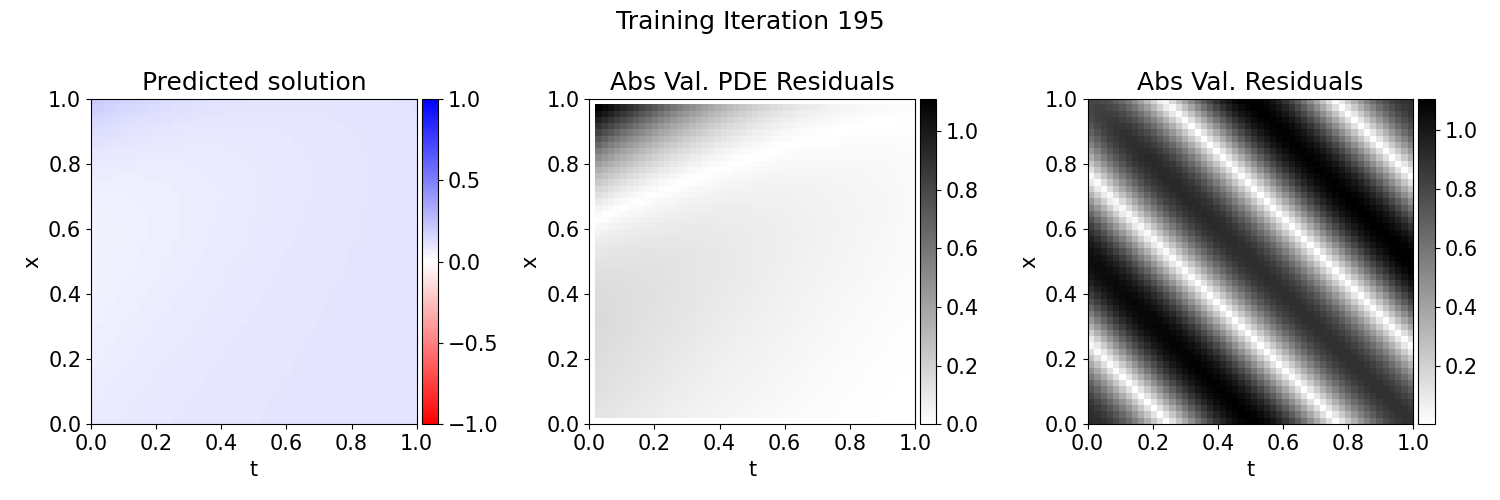 Training Iteration 195
Predicted solution
Abs Val. PDE Residuals
Abs Val. Residuals
1.0
0.8
0.6
0.4
0.2
0.0
x
0.0 0.2 0.4 0.6 0.8 1.0
t
1.0
0.5
0.0
−0.5
−1.0
1.0
0.8
0.6
0.4
0.2
0.0
x
0.0 0.2 0.4 0.6 0.8 1.0
t
1.0
0.8
0.6
0.4
0.2
0.0
1.0
0.8
0.6
0.4
0.2
0.0
x
0.0 0.2 0.4 0.6 0.8 1.0
t
1.0
0.8
0.6
0.4
0.2